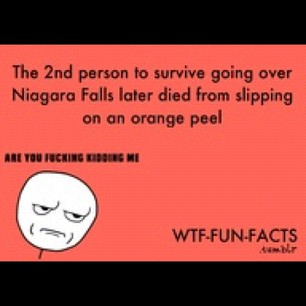 The 2nd person to survive going over
Niagara Falls later died from slipping
on an orange peel
ARE YOU FUCKING KIDDING ME
WTF-FUN-FACTS
.tumblr